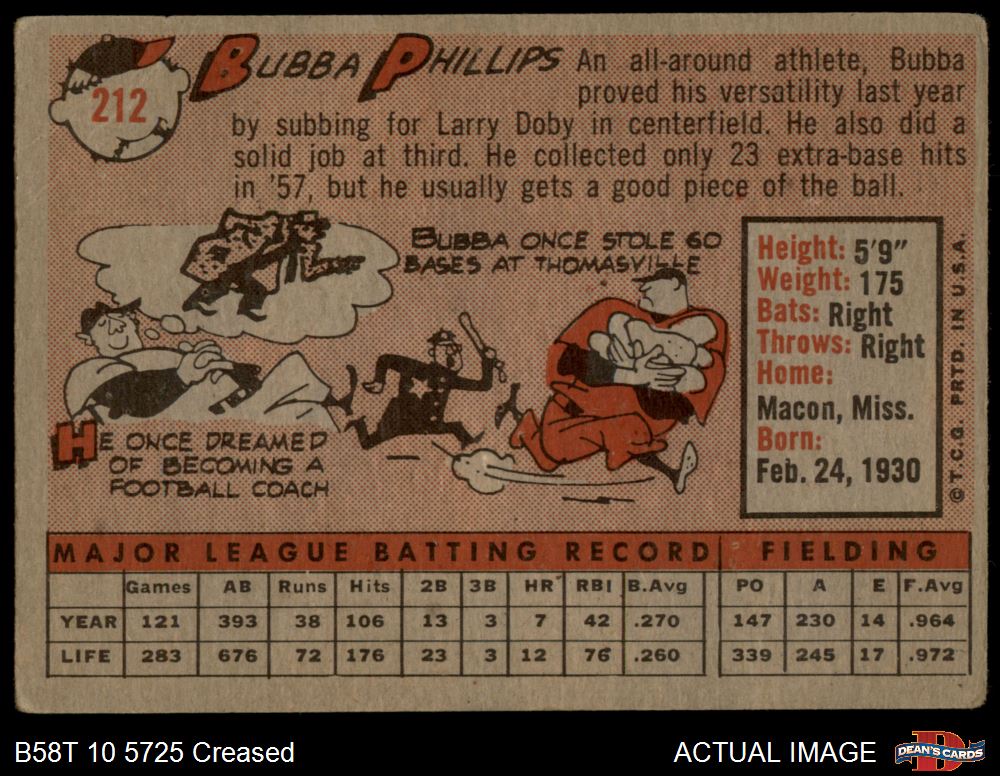 212
BUBBA PHILLIPS
An all-around athlete, Bubba
proved his versatility last year
by subbing for Larry Doby in centerfield. He also did a
solid job at third. He collected only 23 extra-base hits
in '57, but he usually gets a good piece of the ball.
BUBBA ONCE STOLE 60
BASES AT THOMASVILLE
HE ONCE DREAMED
OF BECOMING A
FOOTBALL COACH
Height: 5'9"
Weight: 175
Bats: Right
Throws: Right
Home:
Macon, Miss.
Born:
Feb. 24, 1930
© T.C.G. PRTD. IN U.S.A.
MAJOR LEAGUE BATTING RECORD FIELDING
Games AB Runs Hits 2B 3B HR RBI B.Avg PO A E F.Avg
YEAR 121 393 38 106 13 3 7 42 .270 147 230 14 .964
LIFE 283 676 72 176 23 3 12 76 .260 339 245 17 .972
B58T 10 5725 Creased
ACTUAL IMAGE
D
DEAN'S CARDS